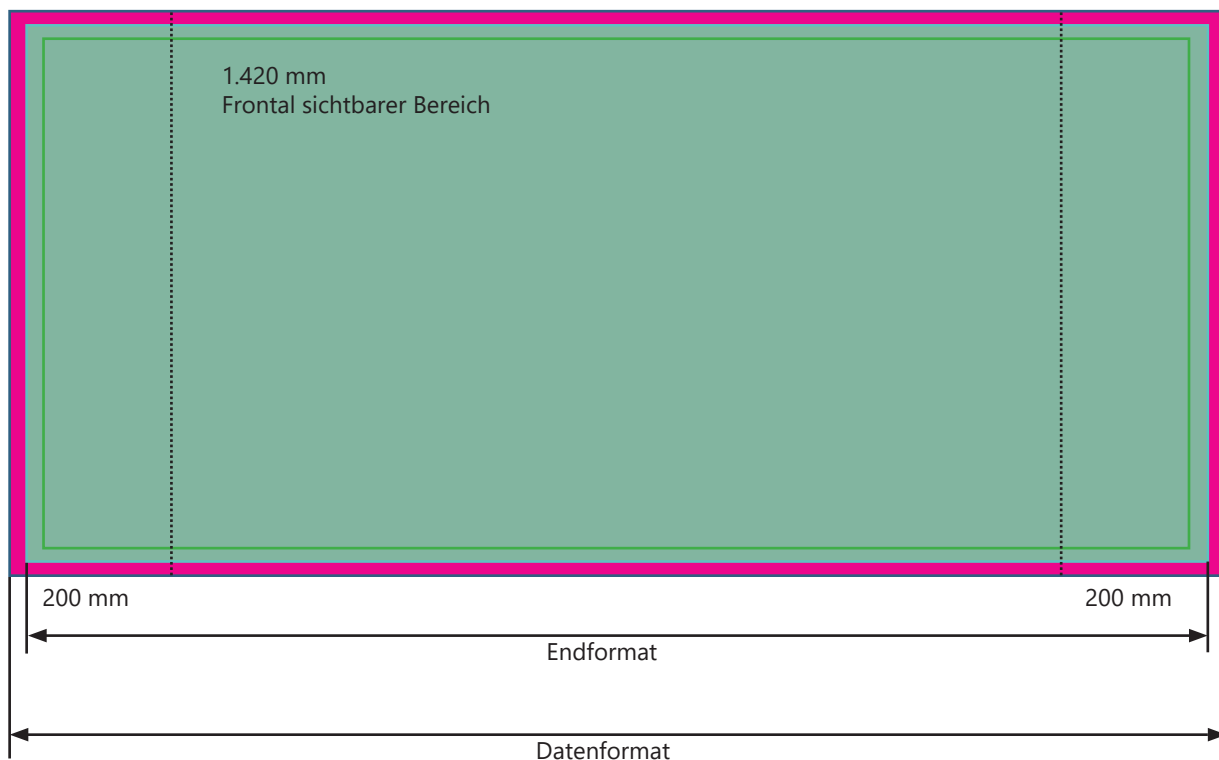 1.420 mm
Frontal sichtbarer Bereich
200 mm
200 mm
Endformat
Datenformat